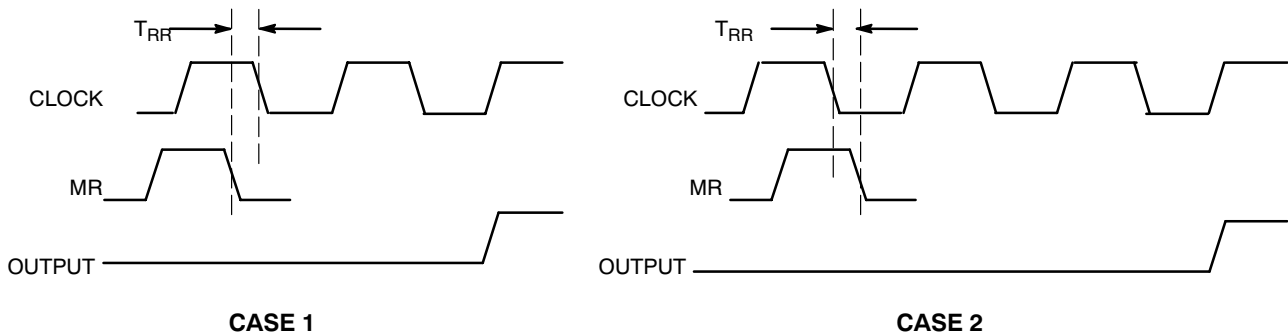 T_RR
CLOCK
MR
OUTPUT
CASE 1
T_RR
CLOCK
MR
OUTPUT
CASE 2